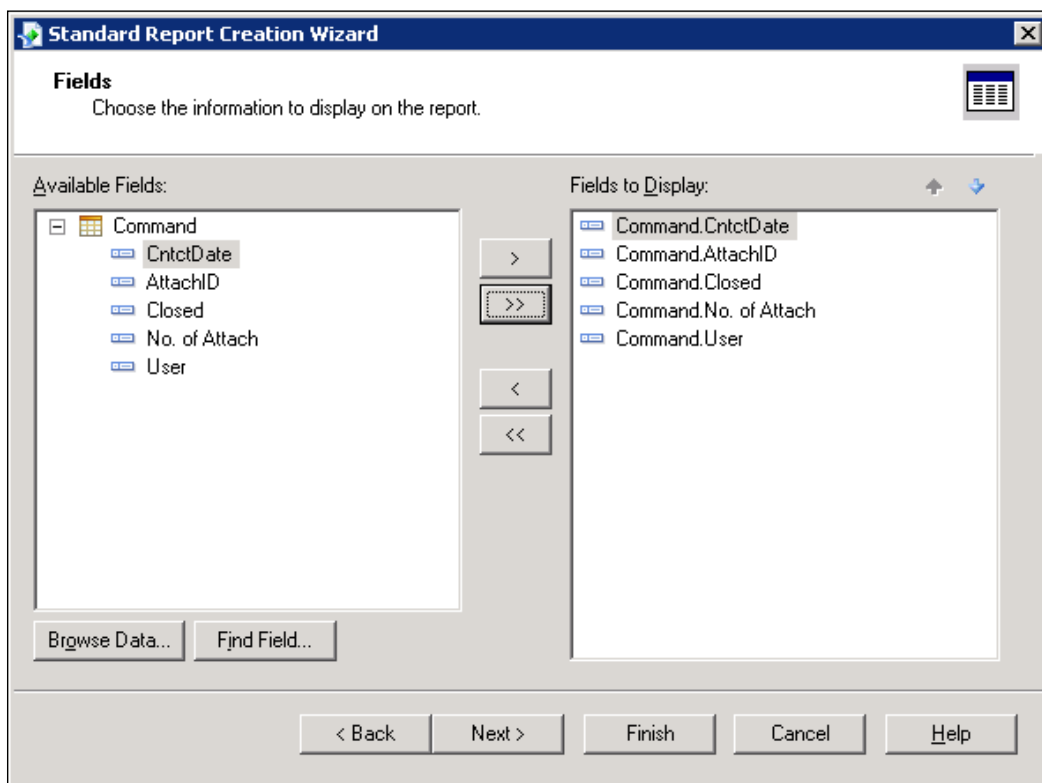 Standard Report Creation Wizard
Fields
Choose the information to display on the report.
Available Fields:
Command
CntctDate
AttachID
Closed
No. of Attach
User
>
>>
<
<<
Fields to Display:
Command.CntctDate
Command.AttachID
Command.Closed
Command.No. of Attach
Command.User
Browse Data...
Find Field...
< Back
Next >
Finish
Cancel
Help